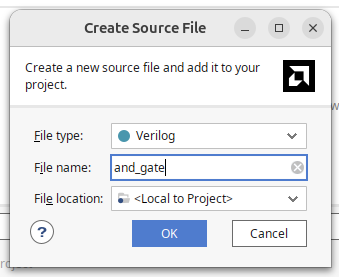 Create Source File
Create a new source file and add it to your
project.
File type: Verilog
File name: and_gate
File location: <Local to Project>
? OK Cancel